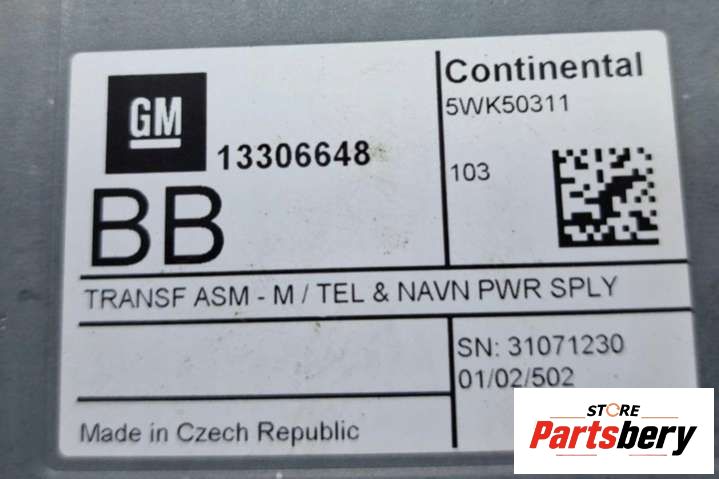 GM
13306648
BB
Continental
5WK50311
103
TRANSF ASM - M / TEL & NAVN PWR SPLY
SN: 31071230
01/02/502
Made in Czech Republic
STORE
Partsbery